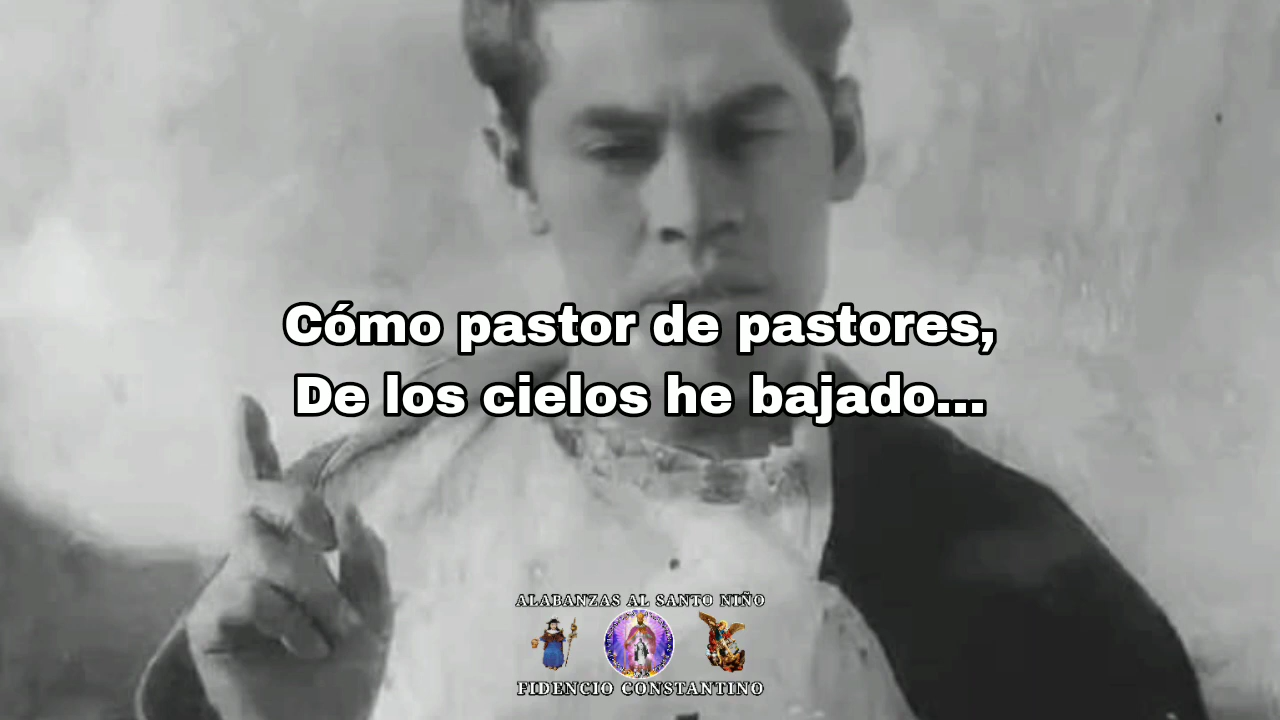 Cómo pastor de pastores,
De los cielos he bajado...
ALABANZAS AL SANTO NIÑO
FIDENCIO CONSTANTINO